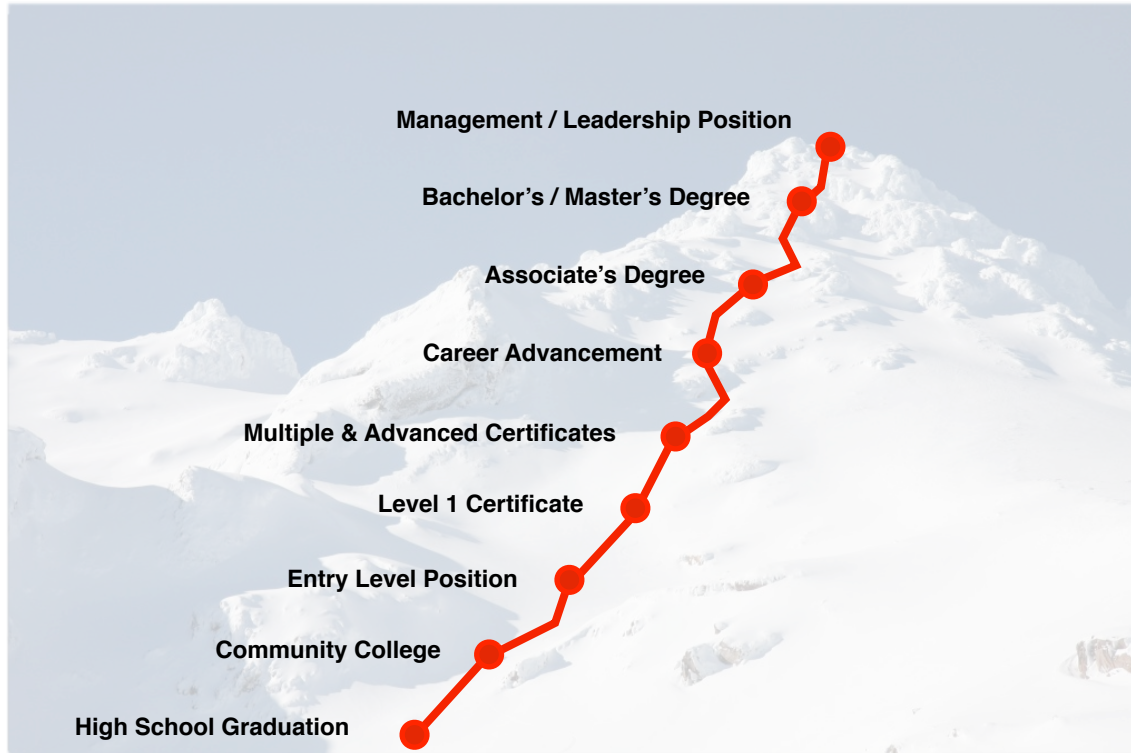 Management / Leadership Position
Bachelor’s / Master’s Degree
Associate’s Degree
Career Advancement
Multiple & Advanced Certificates
Level 1 Certificate
Entry Level Position
Community College
High School Graduation